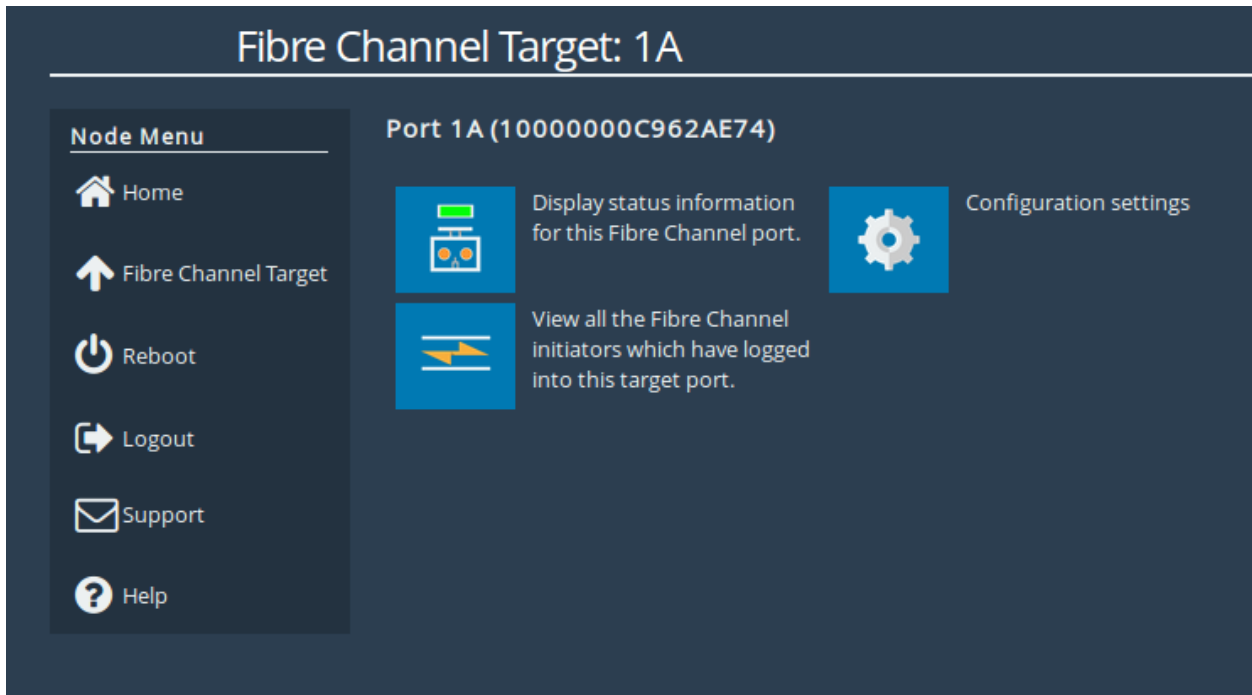 Fibre Channel Target: 1A
Node Menu
Home
Fibre Channel Target
Reboot
Logout
Support
Help
Port 1A (10000000C962AE74)
Display status information
for this Fibre Channel port.
Configuration settings
View all the Fibre Channel
initiators which have logged
into this target port.